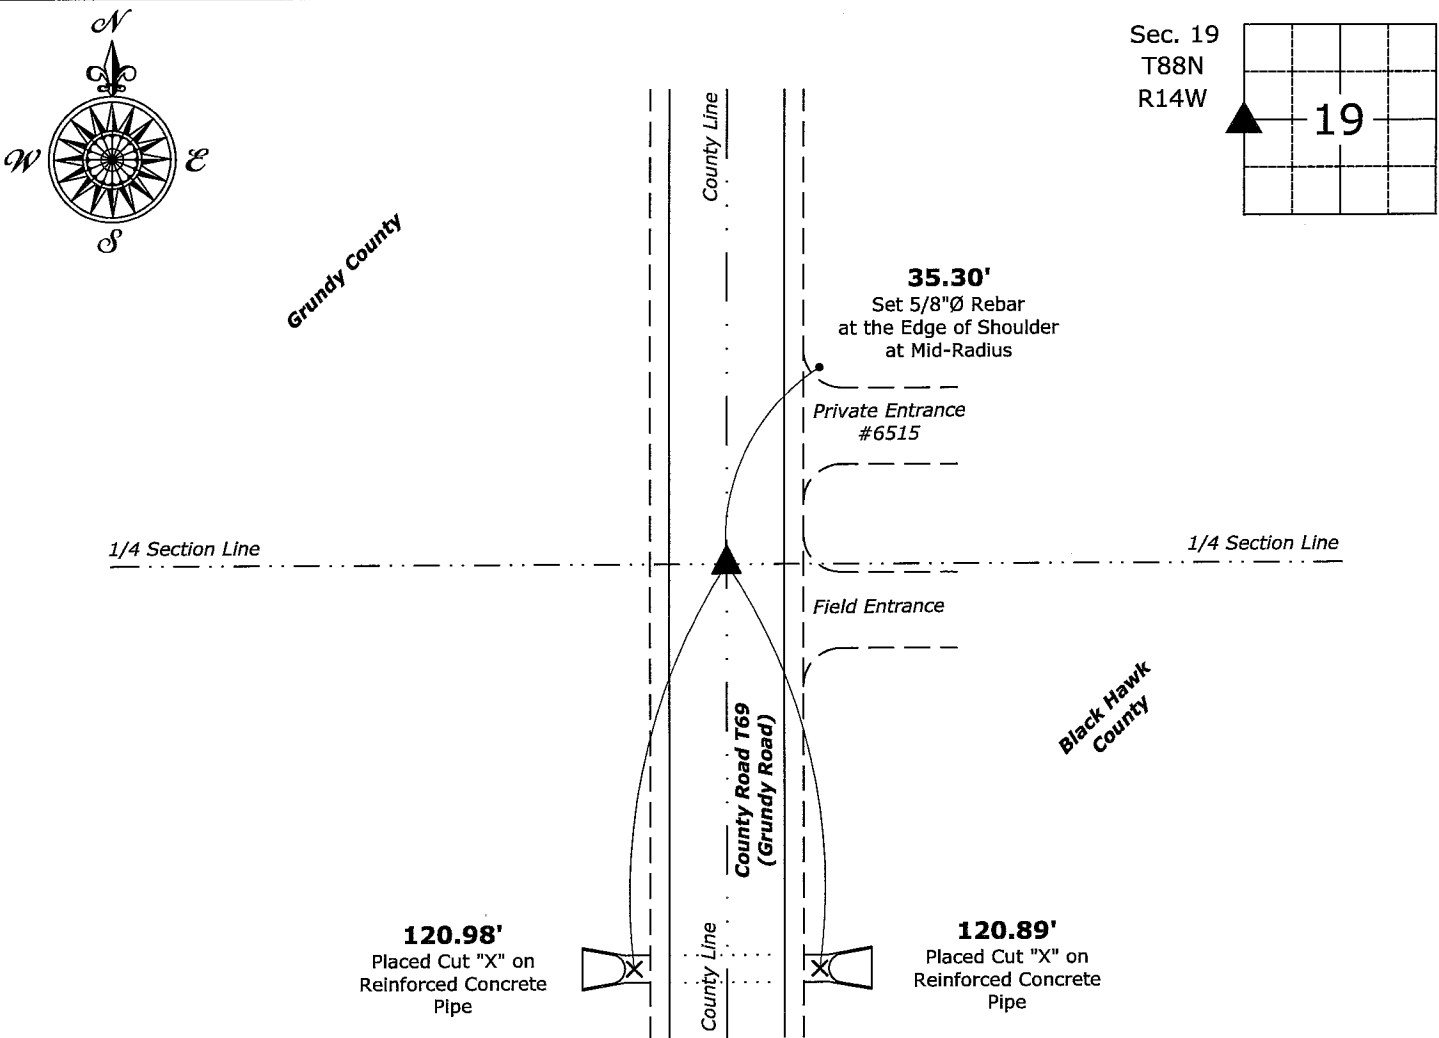 N
W
E
S
Sec. 19
T88N
R14W
19
County Line
Grundy County
35.30'
Set 5/8"Ø Rebar
at the Edge of Shoulder
at Mid-Radius
Private Entrance
#6515
1/4 Section Line
1/4 Section Line
Field Entrance
Black Hawk
County
County Road T69
(Grundy Road)
120.98'
Placed Cut "X" on
Reinforced Concrete
Pipe
County Line
120.89'
Placed Cut "X" on
Reinforced Concrete
Pipe